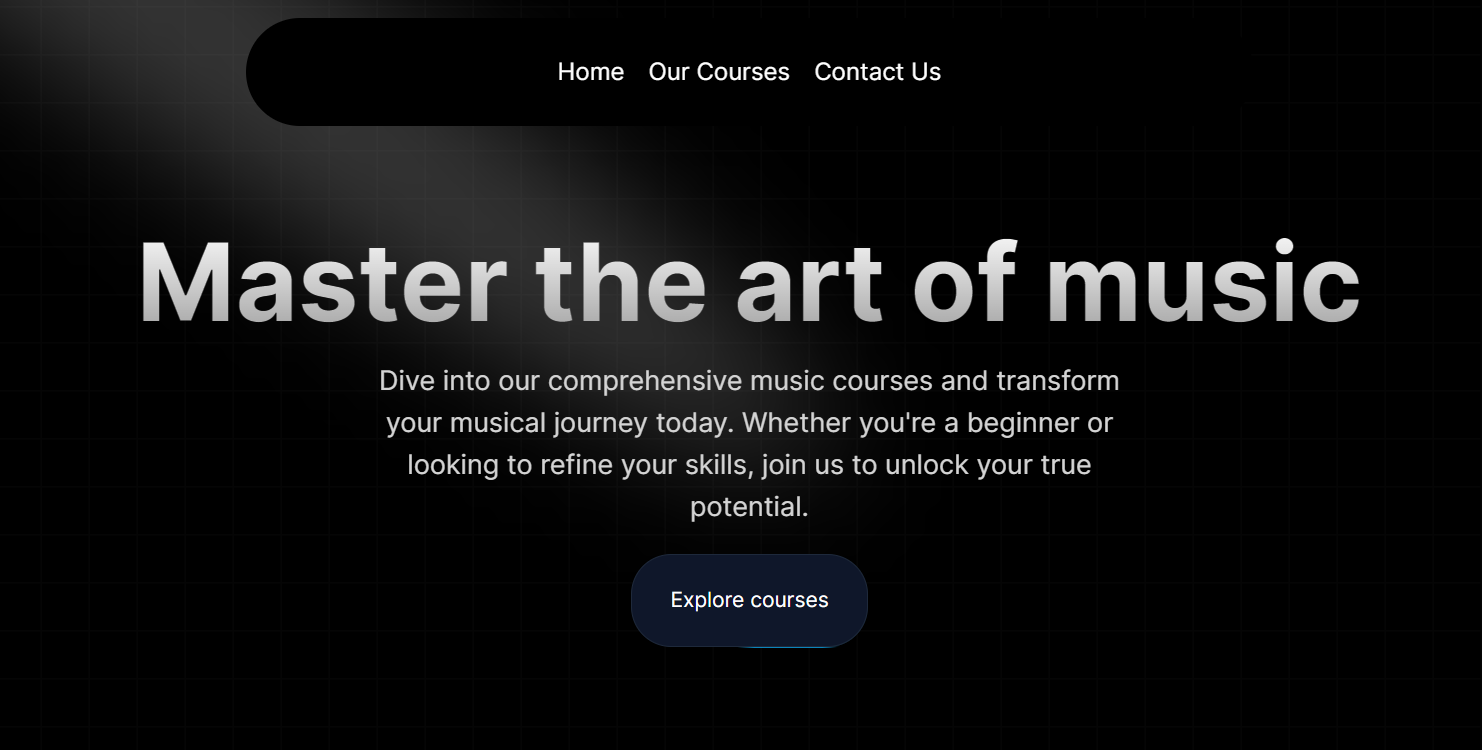 Home Our Courses Contact Us
Master the art of music
Dive into our comprehensive music courses and transform
your musical journey today. Whether you're a beginner or
looking to refine your skills, join us to unlock your true
potential.
Explore courses